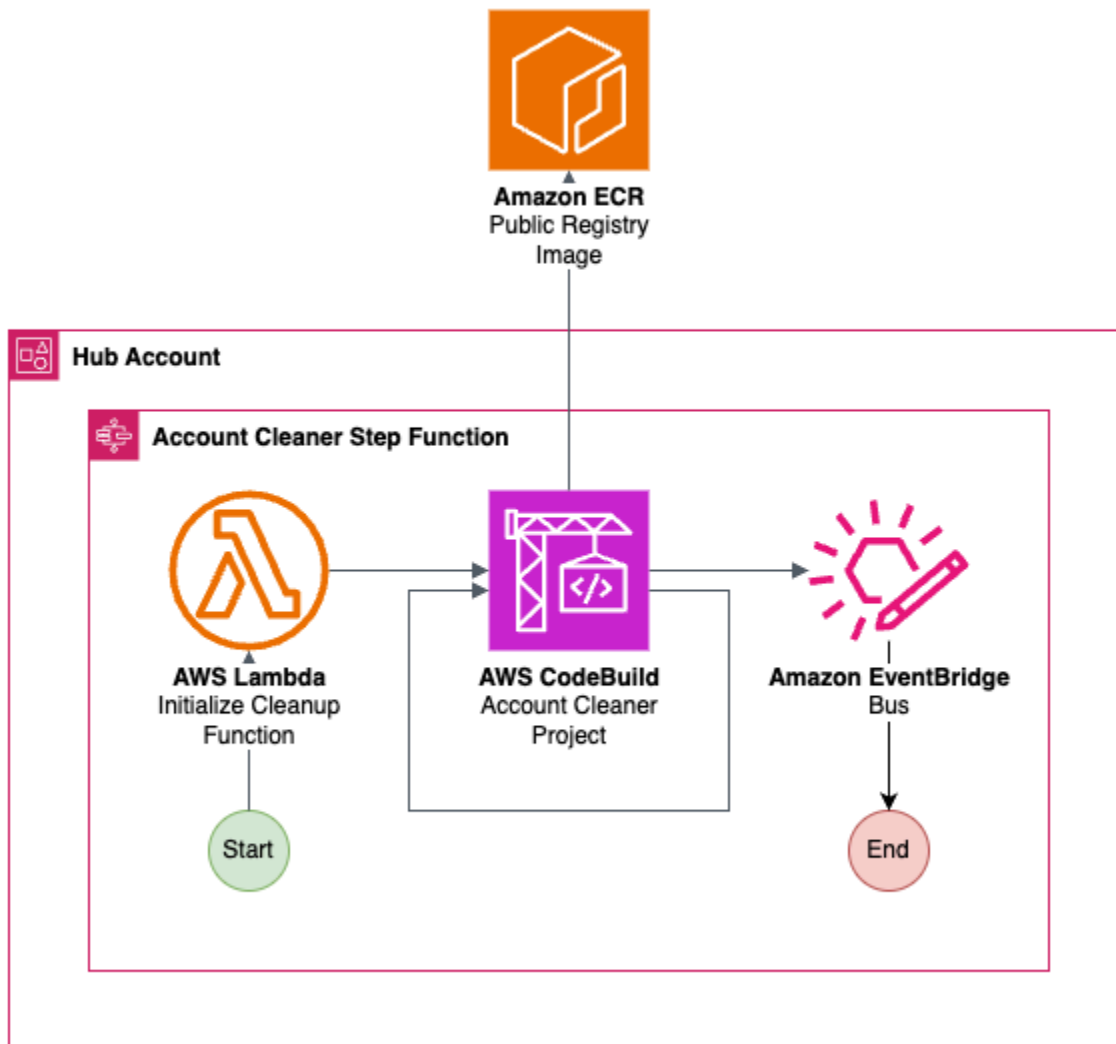 Amazon ECR
Public Registry
Image
Hub Account
Account Cleaner Step Function
</>
AWS Lambda
Initialize Cleanup
Function
AWS CodeBuild
Account Cleaner
Project
Amazon EventBridge
Bus
Start
End